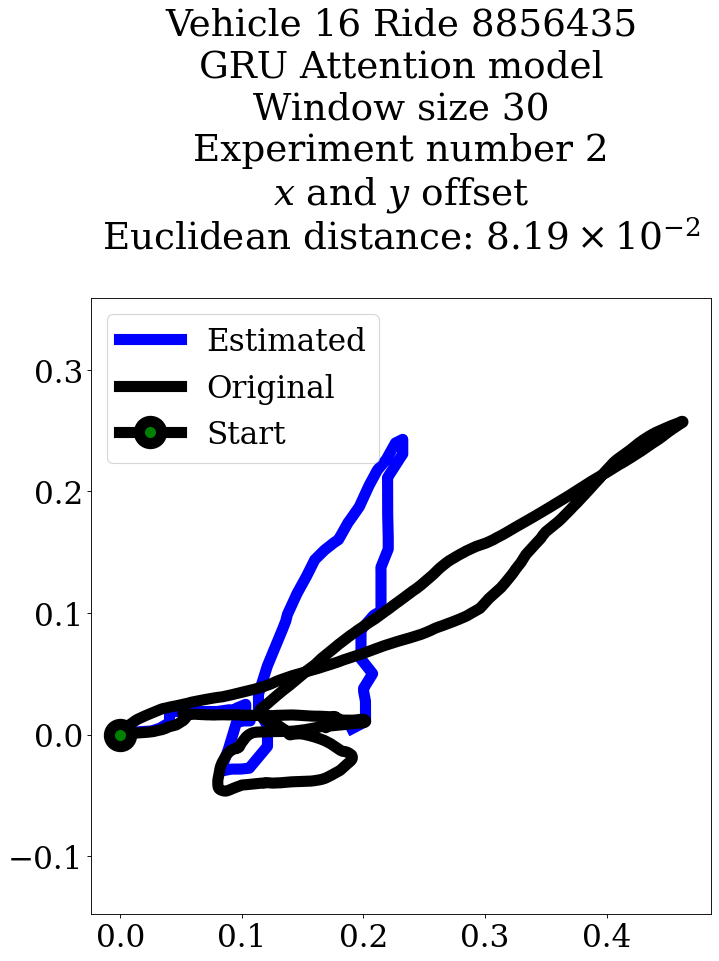 Vehicle 16 Ride 8856435
GRU Attention model
Window size 30
Experiment number 2
x and y offset
Euclidean distance: 8.19 × 10⁻²
Estimated
Original
Start
0.3
0.2
0.1
0.0
−0.1
0.0 0.1 0.2 0.3 0.4